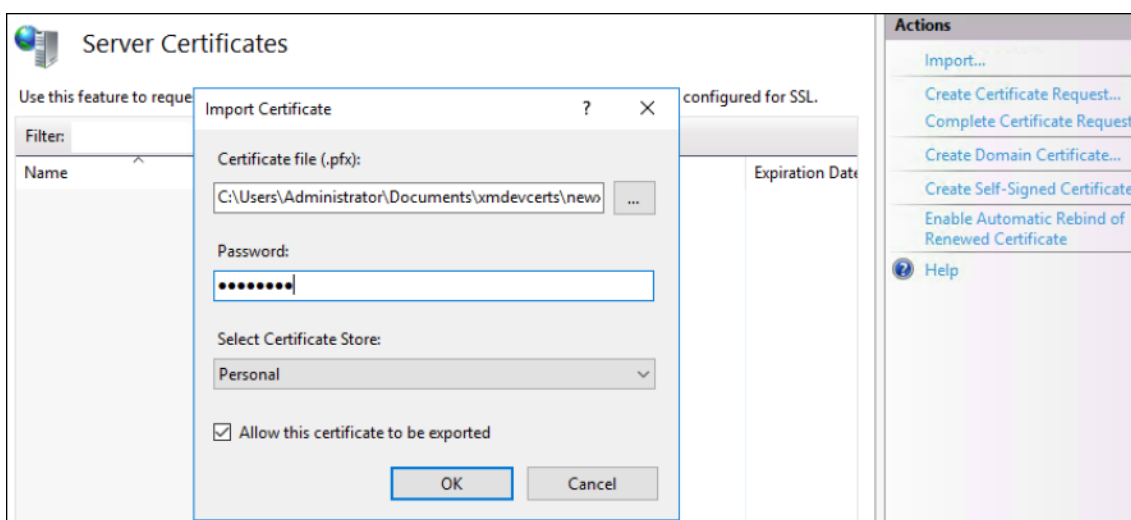 Server Certificates
Use this feature to reque
configured for SSL.
Filter:
Name
Expiration Date
Import Certificate
?
Certificate file (.pfx):
C:\Users\Administrator\Documents\xmdevcerts\new
...
Password:
••••••••
Select Certificate Store:
Personal
Allow this certificate to be exported
OK
Cancel
Actions
Import...
Create Certificate Request...
Complete Certificate Request
Create Domain Certificate...
Create Self-Signed Certificate
Enable Automatic Rebind of
Renewed Certificate
Help